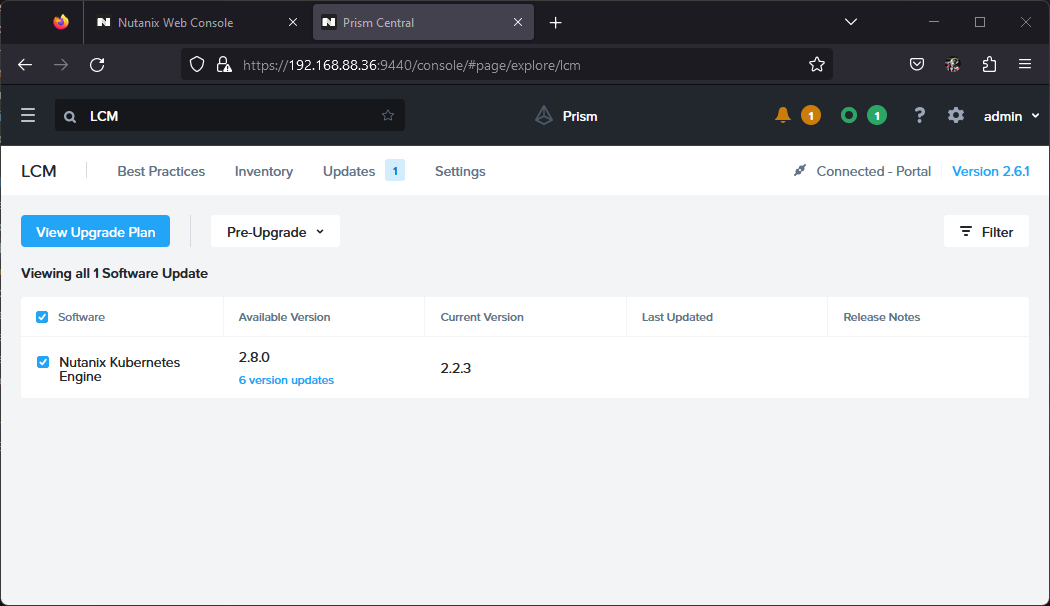 Nutanix Web Console
Prism Central
https://192.168.88.36:9440/console/#page/explore/lcm
LCM
Prism
1
1
?
admin
LCM
Best Practices
Inventory
Updates 1
Settings
Connected - Portal
Version 2.6.1
View Upgrade Plan
Pre-Upgrade
Filter
Viewing all 1 Software Update
Software
Available Version
Current Version
Last Updated
Release Notes
Nutanix Kubernetes
Engine
2.8.0
6 version updates
2.2.3